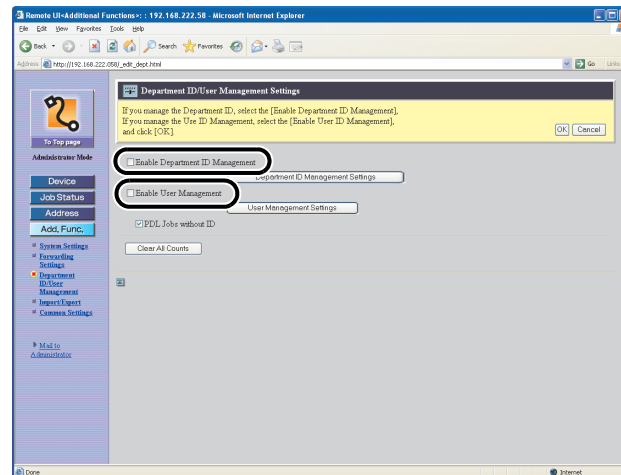 Remote UI<Additional Functions>: : 192.168.222.58 - Microsoft Internet Explorer
File Edit View Favorites Tools Help
Back Search Favorites
Address http://192.168.222.058/_edit_dept.html Go Links
Department ID/User Management Settings
If you manage the Department ID, select the [Enable Department ID Management],
If you manage the Use ID Management, select the [Enable User ID Management],
and click [OK]
OK Cancel
To Top page
Administrator Mode
Device
Job Status
Address
Add. Func.
System Settings
Forwarding
Settings
Department
ID/User
Management
Import/Export
Common Settings
Mail to
Administrator
Enable Department ID Management
Department ID Management Settings
Enable User Management
User Management Settings
PDL Jobs without ID
Clear All Counts
Done Internet